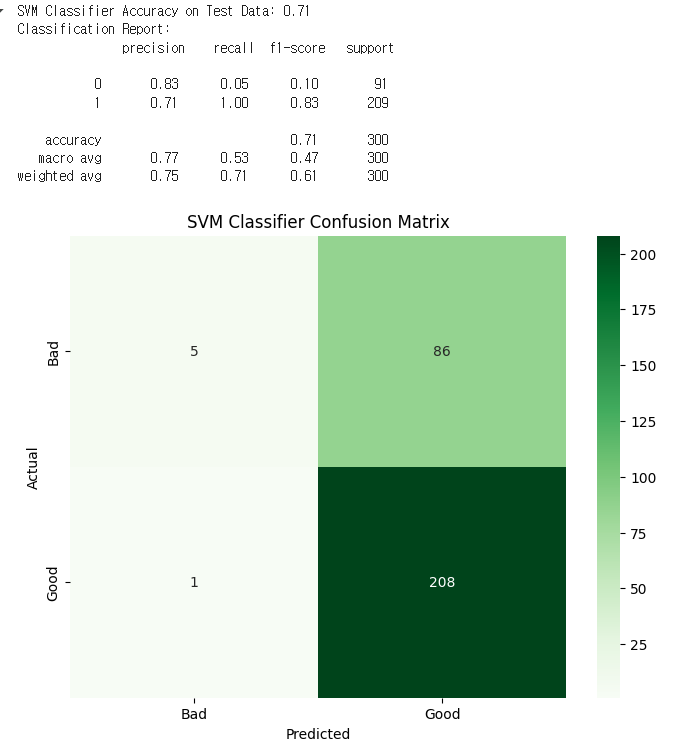 SVM Classifier Accuracy on Test Data: 0.71
Classification Report:
precision recall f1-score support
0 0.83 0.05 0.10 91
1 0.71 1.00 0.83 209
accuracy 0.71 300
macro avg 0.77 0.53 0.47 300
weighted avg 0.75 0.71 0.61 300
SVM Classifier Confusion Matrix
Bad
5
86
Good
1
208
Actual
Bad
Good
Predicted
200
175
150
125
100
75
50
25